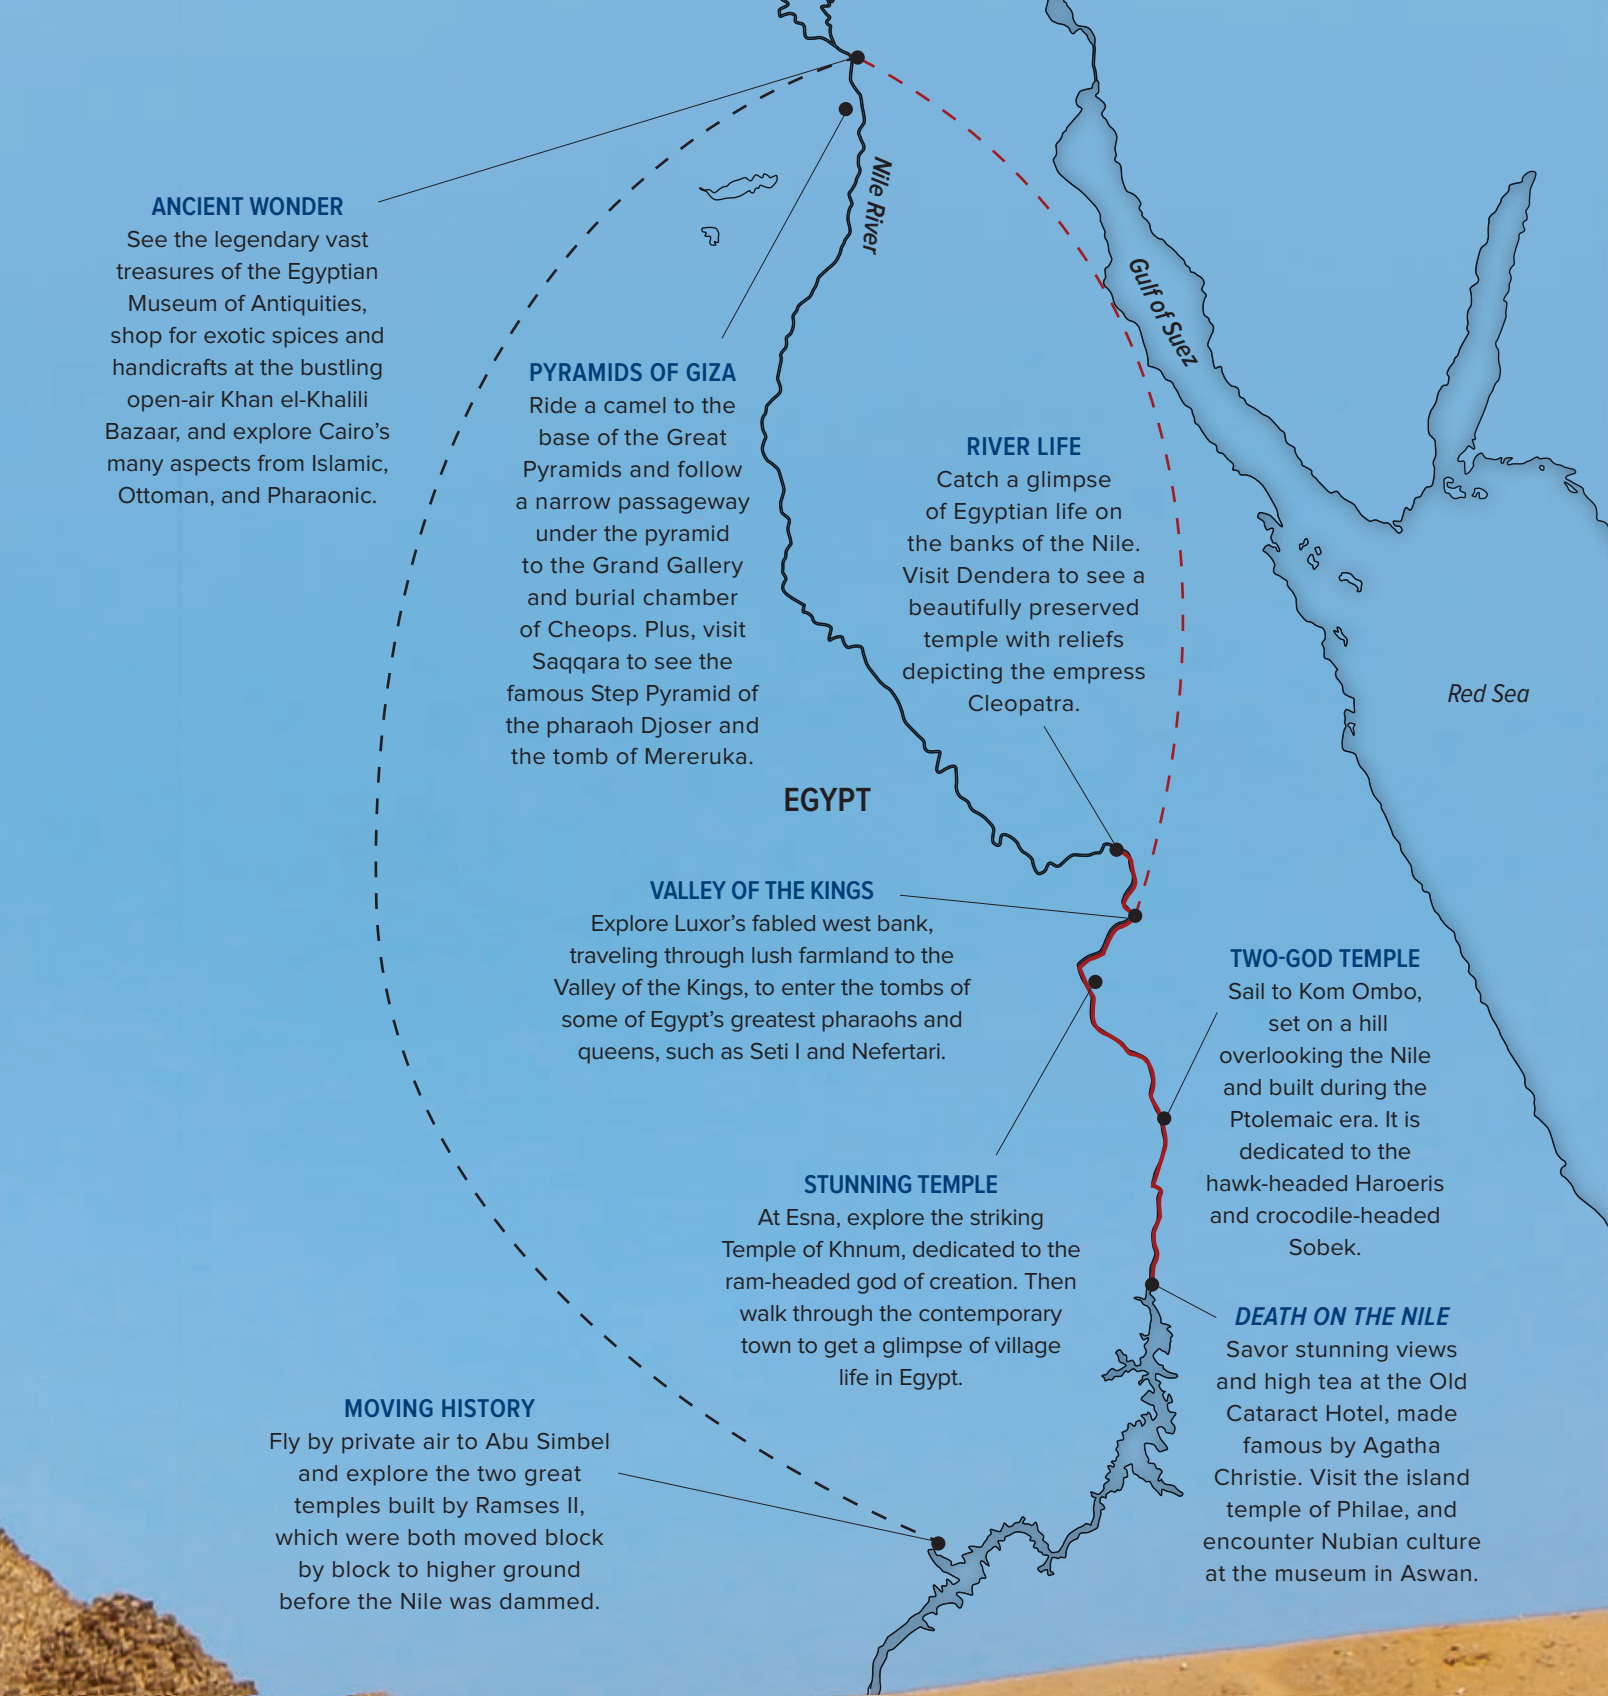 Nile River
ANCIENT WONDER
See the legendary vast
treasures of the Egyptian
Museum of Antiquities,
shop for exotic spices and
handicrafts at the bustling
open-air Khan el-Khalili
Bazaar, and explore Cairo’s
many aspects from Islamic,
Ottoman, and Pharaonic.
Gulf of Suez
PYRAMIDS OF GIZA
Ride a camel to the
base of the Great
Pyramids and follow
a narrow passageway
under the pyramid
to the Grand Gallery
and burial chamber
of Cheops. Plus, visit
Saqqara to see the
famous Step Pyramid of
the pharaoh Djoser and
the tomb of Mereruka.
RIVER LIFE
Catch a glimpse
of Egyptian life on
the banks of the Nile.
Visit Dendera to see a
beautifully preserved
temple with reliefs
depicting the empress
Cleopatra.
Red Sea
EGYPT
VALLEY OF THE KINGS
Explore Luxor’s fabled west bank,
traveling through lush farmland to the
Valley of the Kings, to enter the tombs of
some of Egypt’s greatest pharaohs and
queens, such as Seti I and Nefertari.
TWO-GOD TEMPLE
Sail to Kom Ombo,
set on a hill
overlooking the Nile
and built during the
Ptolemaic era. It is
dedicated to the
hawk-headed Haroeris
and crocodile-headed
Sobek.
STUNNING TEMPLE
At Esna, explore the striking
Temple of Khnum, dedicated to the
ram-headed god of creation. Then
walk through the contemporary
town to get a glimpse of village
life in Egypt.
DEATH ON THE NILE
Savor stunning views
and high tea at the Old
Cataract Hotel, made
famous by Agatha
Christie. Visit the island
temple of Philae, and
encounter Nubian culture
at the museum in Aswan.
MOVING HISTORY
Fly by private air to Abu Simbel
and explore the two great
temples built by Ramses II,
which were both moved block
by block to higher ground
before the Nile was dammed.